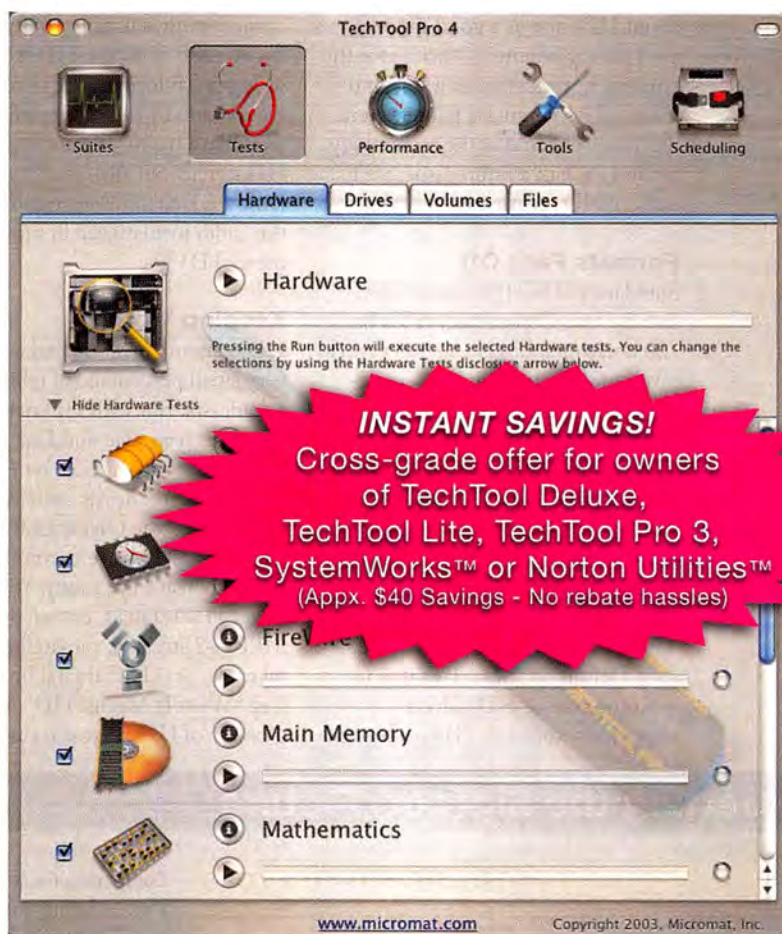 TechTool Pro 4
Suites
Tests
Performance
Tools
Scheduling
Hardware
Drives
Volumes
Files
Hardware
Pressing the Run button will execute the selected Hardware tests. You can change the
selections by using the Hardware Tests disclosure arrow below.
Hide Hardware Tests
INSTANT SAVINGS!
Cross-grade offer for owners
of TechTool Deluxe,
TechTool Lite, TechTool Pro 3,
SystemWorks™ or Norton Utilities™
(Appx. $40 Savings - No rebate hassles)
FireWire
Main Memory
Mathematics
www.micromat.com
Copyright 2003, Micromat, Inc.